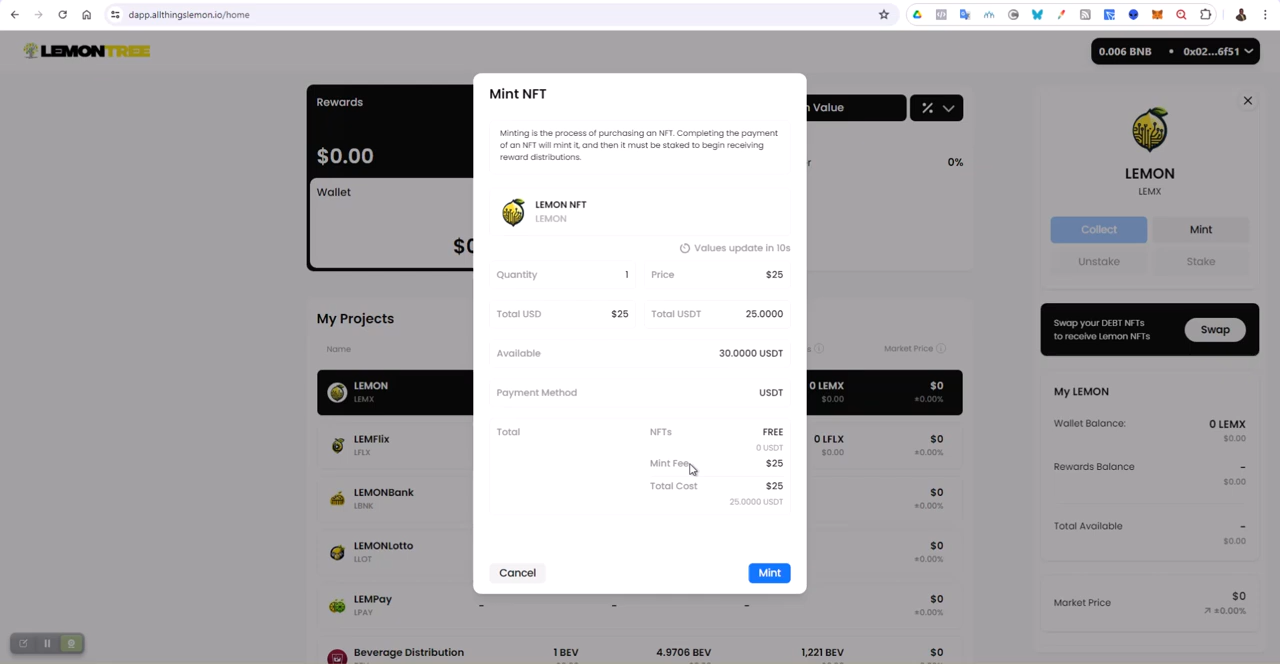 dapp.allthingslemon.io/home
LEMONTREE
0.006 BNB • 0x02...6f51
Rewards
$0.00
Wallet
$0
n Value
%
r
0%
Mint NFT
Minting is the process of purchasing an NFT. Completing the payment
of an NFT will mint it, and then it must be staked to begin receiving
reward distributions.
LEMON NFT
LEMON
Values update in 10s
Quantity 1
Price $25
Total USD $25
Total USDT 25.0000
Available 30.0000 USDT
Payment Method USDT
Total
NFTs FREE
0 USDT
Mint Fee $25
Total Cost $25
25.0000 USDT
Cancel
Mint
My Projects
Name
s
Market Price
LEMON
LEMX
0 LEMX
$0.00
$0
±0.00%
LEMFlix
LFLX
0 LFLX
$0.00
$0
±0.00%
LEMONBank
LBNK
$0
±0.00%
LEMONLotto
LLOT
$0
±0.00%
LEMPay
LPAY
- - -
$0
±0.00%
Beverage Distribution 1 BEV 4.9706 BEV 1,221 BEV $0
LEMON
LEMX
Collect
Mint
Unstake
Stake
Swap your DEBT NFTs
to receive Lemon NFTs
Swap
My LEMON
Wallet Balance: 0 LEMX
$0.00
Rewards Balance -
$0.00
Total Available -
$0.00
Market Price $0
±0.00%